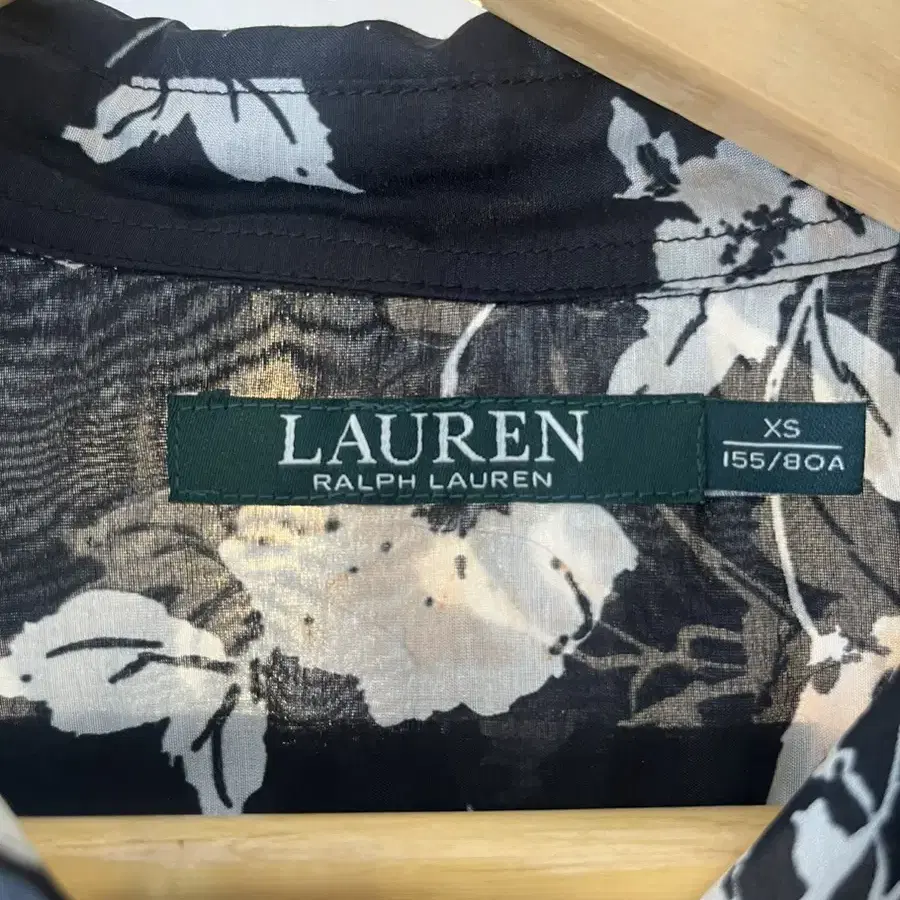 LAUREN
RALPH LAUREN
XS
155/80A